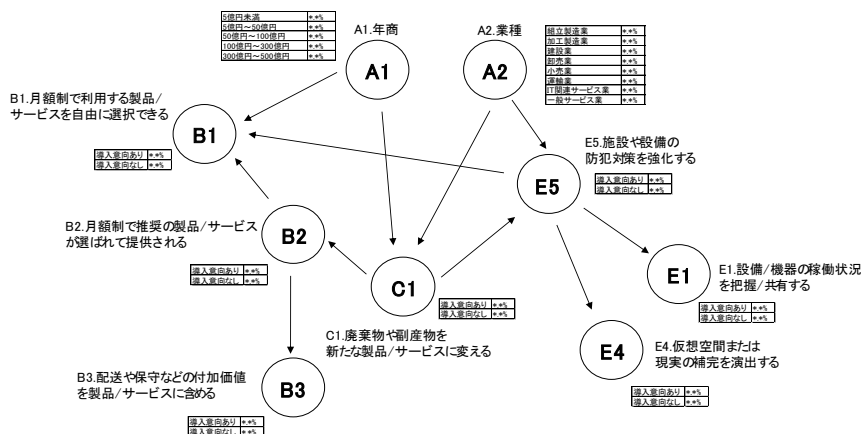 5億円未満 *.*%
5億円～50億円 *.*%
50億円～100億円 *.*%
100億円～300億円 *.*%
300億円～500億円 *.*%
A1.年商
A1
A2.業種
A2
組立製造業 *.*%
加工製造業 *.*%
建設業 *.*%
卸売業 *.*%
小売業 *.*%
運輸業 *.*%
IT関連サービス業 *.*%
一般サービス業 *.*%
B1.月額制で利用する製品/
サービスを自由に選択できる
B1
導入意向あり *.*%
導入意向なし *.*%
E5.施設や設備の
防犯対策を強化する
E5
導入意向あり *.*%
導入意向なし *.*%
B2.月額制で推奨の製品/サービス
が選ばれて提供される
B2
導入意向あり *.*%
導入意向なし *.*%
C1
導入意向あり *.*%
導入意向なし *.*%
C1.廃棄物や副産物を
新たな製品/サービスに変える
E1
E1.設備/機器の稼働状況
を把握/共有する
導入意向あり *.*%
導入意向なし *.*%
E4
E4.仮想空間または
現実の補完を演出する
導入意向あり *.*%
導入意向なし *.*%
B3.配送や保守などの付加価値
を製品/サービスに含める
B3
導入意向あり *.*%
導入意向なし *.*%